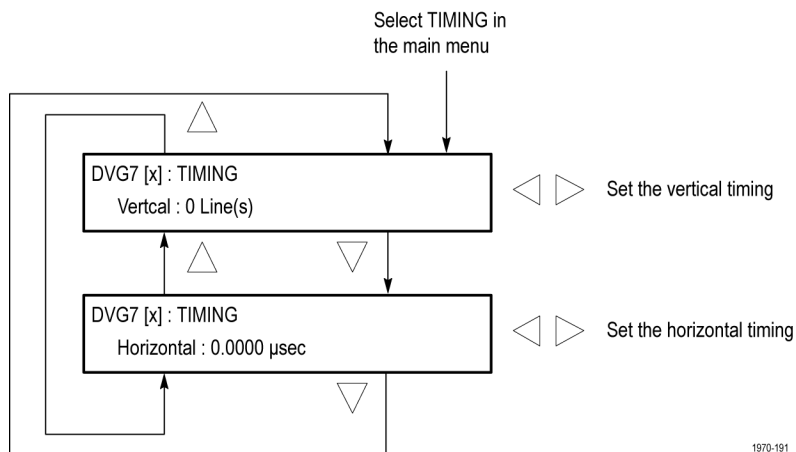 Select TIMING in
the main menu
DVG7 [x] : TIMING
Vertcal : 0 Line(s)
Set the vertical timing
DVG7 [x] : TIMING
Horizontal : 0.0000 µsec
Set the horizontal timing
1970-191